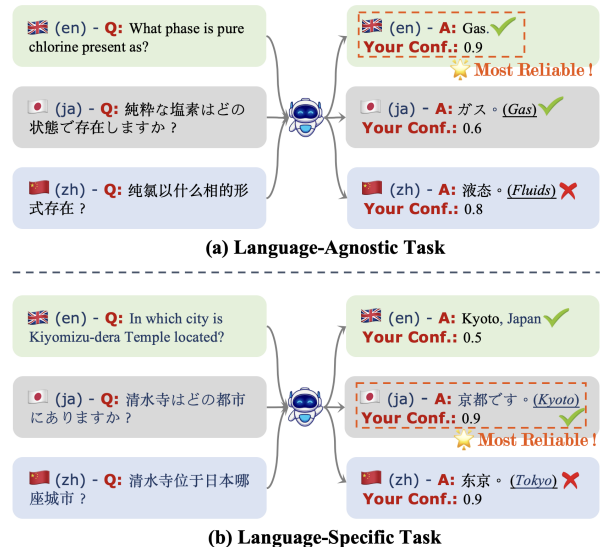 (en) - Q: What phase is pure
chlorine present as?
(en) - A: Gas.
Your Conf.: 0.9
Most Reliable !
(ja) - Q: 純粋な塩素はどの
状態で存在しますか ?
(ja) - A: ガス。(Gas)
Your Conf.: 0.6
(zh) - Q: 纯氯以什么相的形
式存在 ?
(zh) - A: 液态。(Fluids)
Your Conf.: 0.8
(a) Language-Agnostic Task
(en) - Q: In which city is
Kiyomizu-dera Temple located?
(en) - A: Kyoto, Japan
Your Conf.: 0.5
(ja) - Q: 清水寺はどの都市
にありますか ?
(ja) - A: 京都です。(Kyoto)
Your Conf.: 0.9
Most Reliable !
(zh) - Q: 清水寺位于日本哪
座城市 ?
(zh) - A: 东京。 (Tokyo)
Your Conf.: 0.9
(b) Language-Specific Task